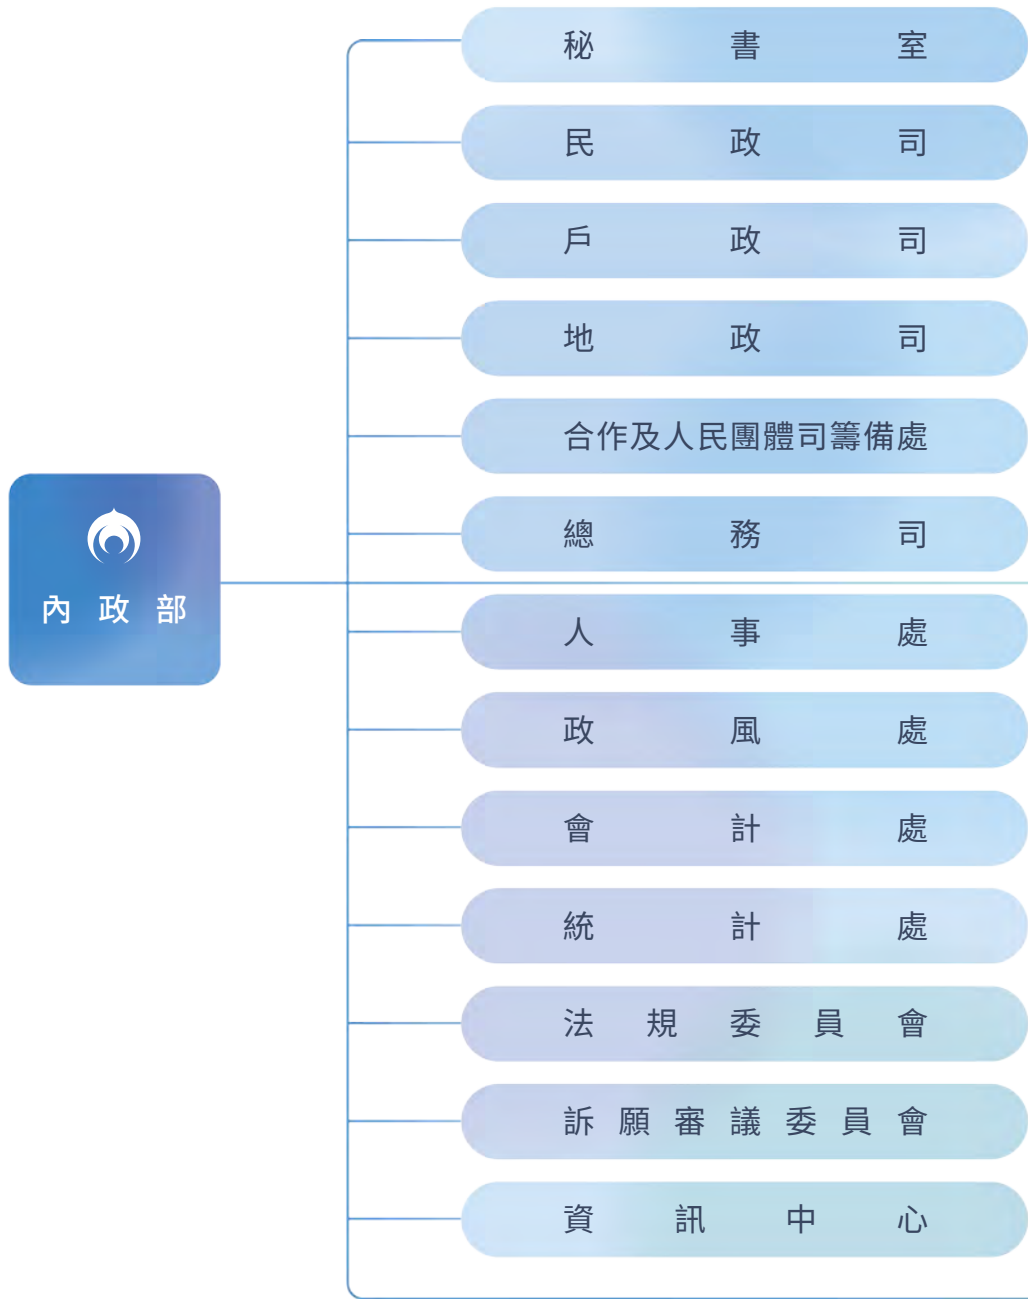 內政部
秘書室
民政司
戶政司
地政司
合作及人民團體司籌備處
總務司
人事處
政風處
會計處
統計處
法規委員會
訴願審議委員會
資訊中心